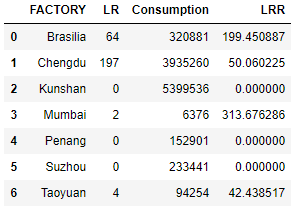 FACTORY LR Consumption LRR
0 Brasilia 64 320881 199.450887
1 Chengdu 197 3935260 50.060225
2 Kunshan 0 5399536 0.000000
3 Mumbai 2 6376 313.676286
4 Penang 0 152901 0.000000
5 Suzhou 0 233441 0.000000
6 Taoyuan 4 94254 42.438517